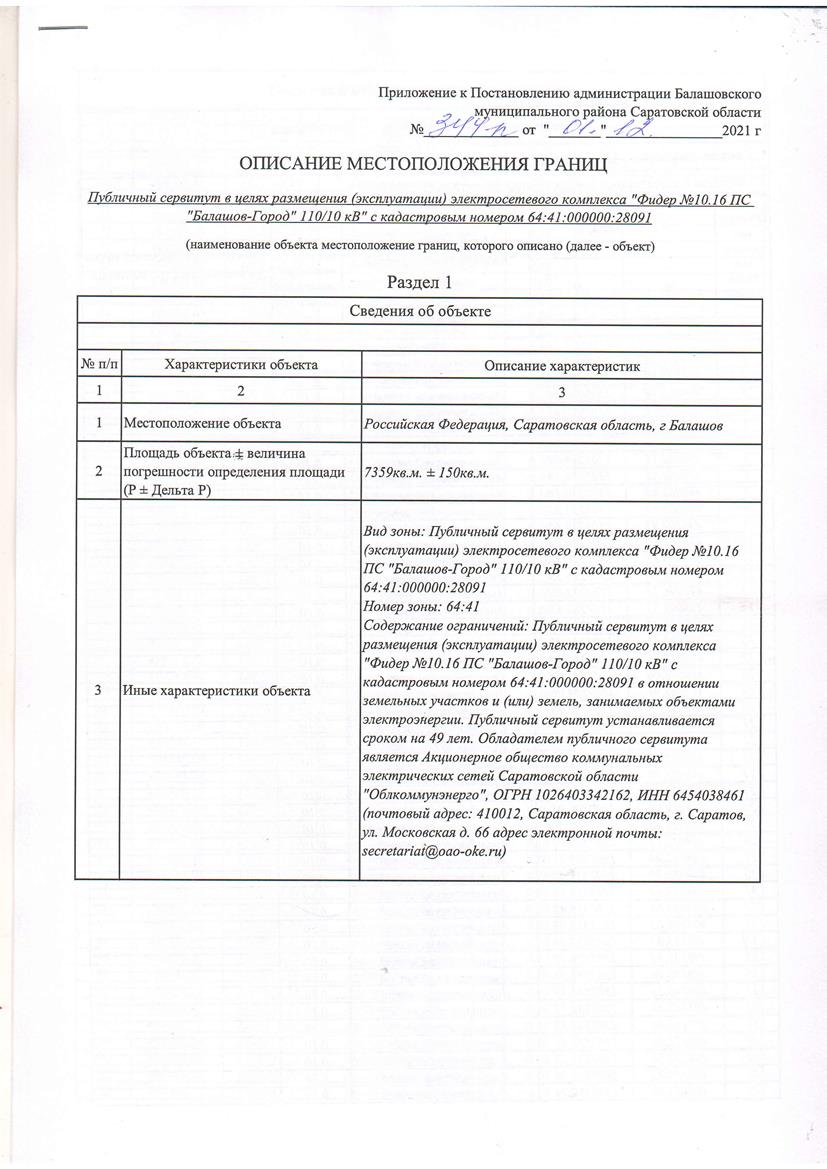 Приложение к Постановлению администрации Балашовского
муниципального района Саратовской области
№ 344-п от "01." 12. 2021 г
ОПИСАНИЕ МЕСТОПОЛОЖЕНИЯ ГРАНИЦ
Публичный сервитут в целях размещения (эксплуатации) электросетевого комплекса "Фидер №10.16 ПС
"Балашов-Город" 110/10 кВ" с кадастровым номером 64:41:000000:28091
(наименование объекта местоположение границ, которого описано (далее - объект)
Раздел 1
Сведения об объекте
№ п/п Характеристики объекта Описание характеристик
1 2 3
1 Местоположение объекта Российская Федерация, Саратовская область, г Балашов
2 Площадь объекта ± величина
погрешности определения площади
(Р ± Дельта Р)
7359кв.м. ± 150кв.м.
3 Иные характеристики объекта
Вид зоны: Публичный сервитут в целях размещения
(эксплуатации) электросетевого комплекса "Фидер №10.16
ПС "Балашов-Город" 110/10 кВ" с кадастровым номером
64:41:000000:28091
Номер зоны: 64:41
Содержание ограничений: Публичный сервитут в целях
размещения (эксплуатации) электросетевого комплекса
"Фидер №10.16 ПС "Балашов-Город" 110/10 кВ" с
кадастровым номером 64:41:000000:28091 в отношении
земельных участков и (или) земель, занимаемых объектами
электроэнергии. Публичный сервитут устанавливается
сроком на 49 лет. Обладателем публичного сервитута
является Акционерное общество коммунальных
электрических сетей Саратовской области
"Облкоммунэнерго", ОГРН 1026403342162, ИНН 6454038461
(почтовый адрес: 410012, Саратовская область, г. Саратов,
ул. Московская д. 66 адрес электронной почты:
secretariat@oao-oke.ru)